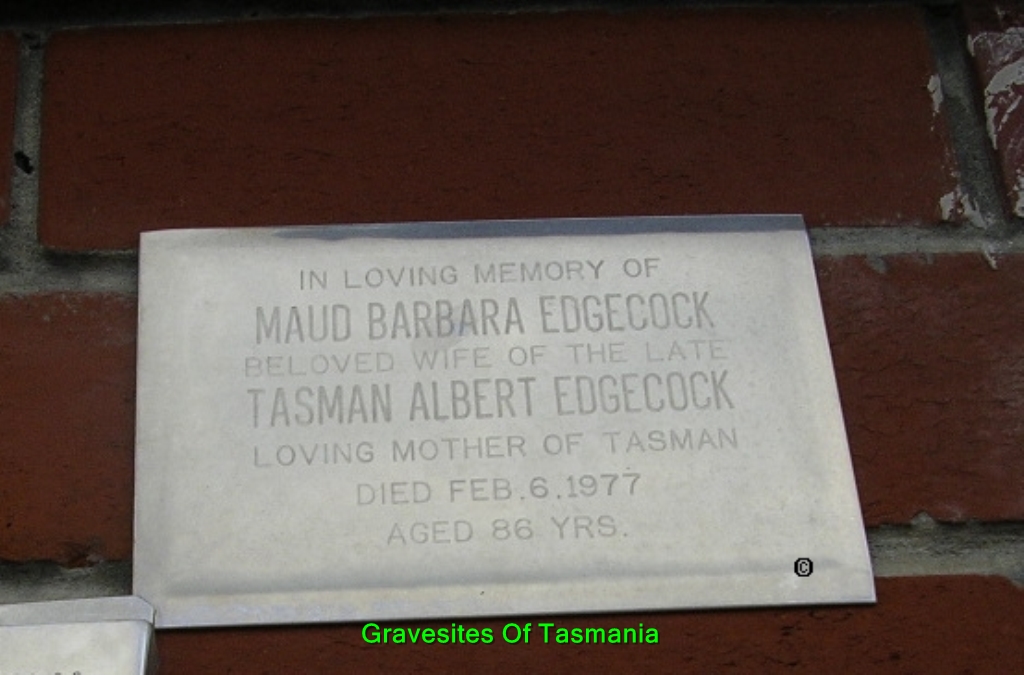 IN LOVING MEMORY OF
MAUD BARBARA EDGECOCK
BELOVED WIFE OF THE LATE
TASMAN ALBERT EDGECOCK
LOVING MOTHER OF TASMAN
DIED FEB.6.1977
AGED 86 YRS.
©
Gravesites Of Tasmania